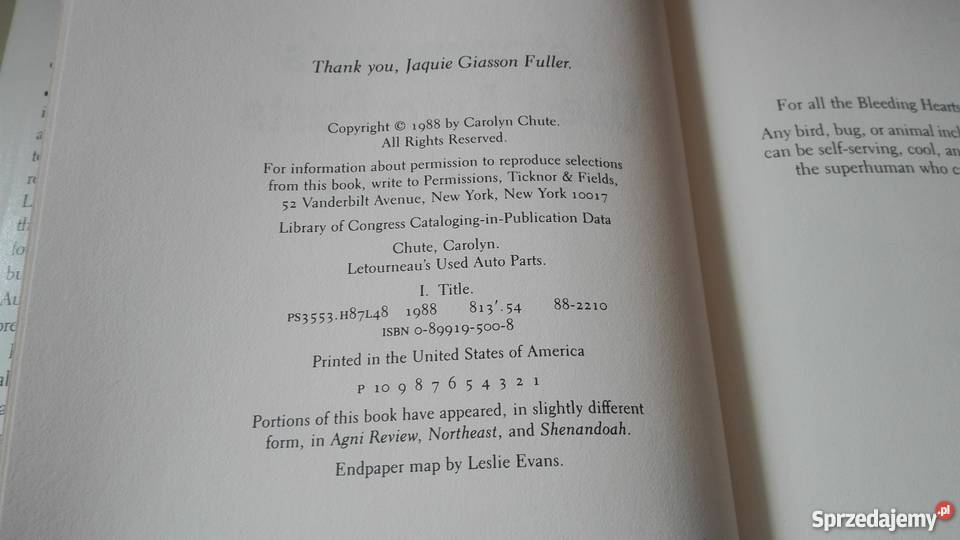 Thank you, Jaquie Giasson Fuller.
Copyright © 1988 by Carolyn Chute.
All Rights Reserved.
For information about permission to reproduce selections
from this book, write to Permissions, Ticknor & Fields,
52 Vanderbilt Avenue, New York, New York 10017
Library of Congress Cataloging-in-Publication Data
Chute, Carolyn.
Letourneau's Used Auto Parts.
I. Title.
PS3553.H87L48 1988 813'.54 88-2210
ISBN 0-89919-500-8
Printed in the United States of America
P 10 9 8 7 6 5 4 3 2 1
Portions of this book have appeared, in slightly different
form, in Agni Review, Northeast, and Shenandoah.
Endpaper map by Leslie Evans.
For all the Bleeding Hearts
Any bird, bug, or animal
can be self-serving, cool,
the superhuman who
Sprzedajemy.pl